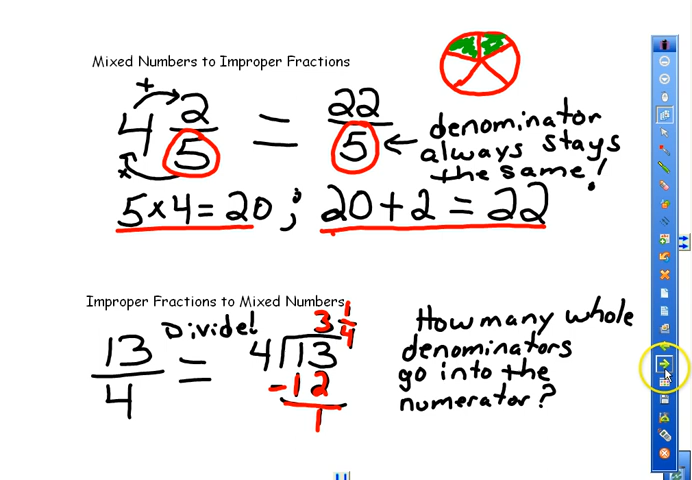 Mixed Numbers to Improper Fractions
+
4 2/5 = 22/5 ← denominator
always stays
the same!
x
5 x 4 = 20 ; 20 + 2 = 22
Improper Fractions to Mixed Numbers
Divide!
3 1/4
13/4 = 4 √13
-12
1
How many whole
denominators
go into the
numerator?